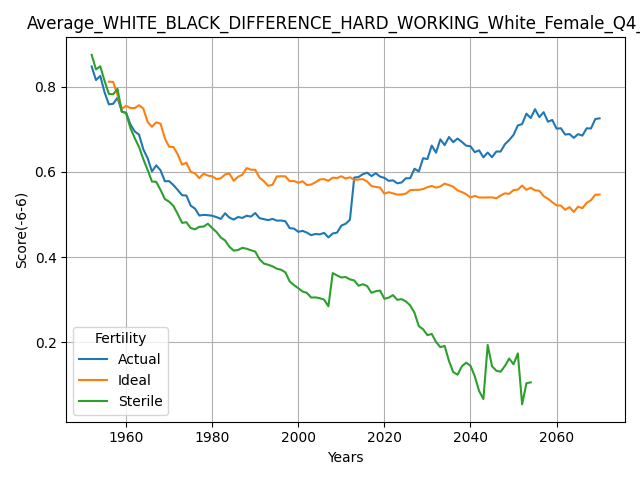 Average_WHITE_BLACK_DIFFERENCE_HARD_WORKING_White_Female_Q4_
Score(-6-6)
0.8
0.6
0.4
0.2
Fertility
Actual
Ideal
Sterile
1960 1980 2000 2020 2040 2060
Years